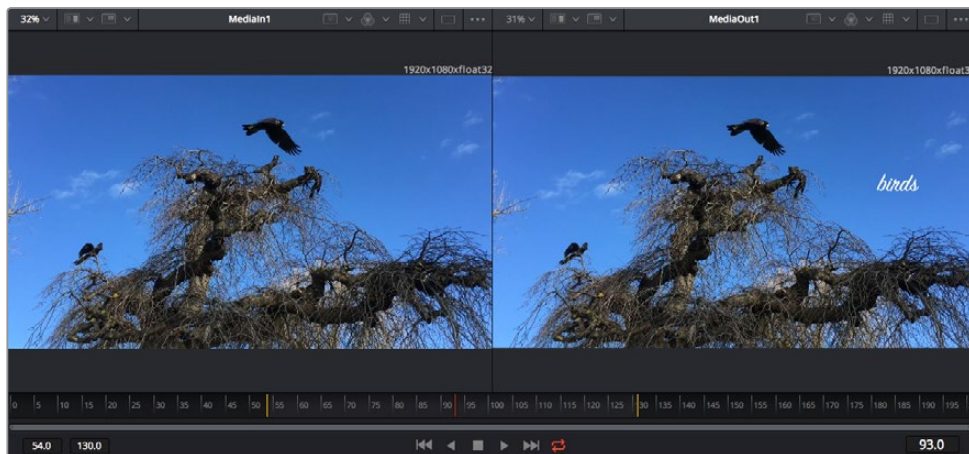 32% MediaIn1 31% MediaOut1
1920x1080xfloat32 1920x1080xfloat3
birds
0 5 10 15 20 25 30 35 40 45 50 55 60 65 70 75 80 85 90 95 100 105 110 115 120 125 30 135 140 145 150 155 160 165 170 175 180 185 190 195
54.0 130.0 93.0